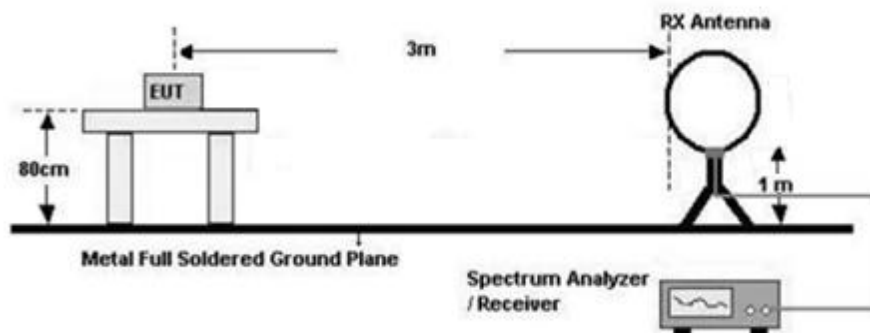 RX Antenna
3m
EUT
80cm
1 m
Metal Full Soldered Ground Plane
Spectrum Analyzer
/ Receiver